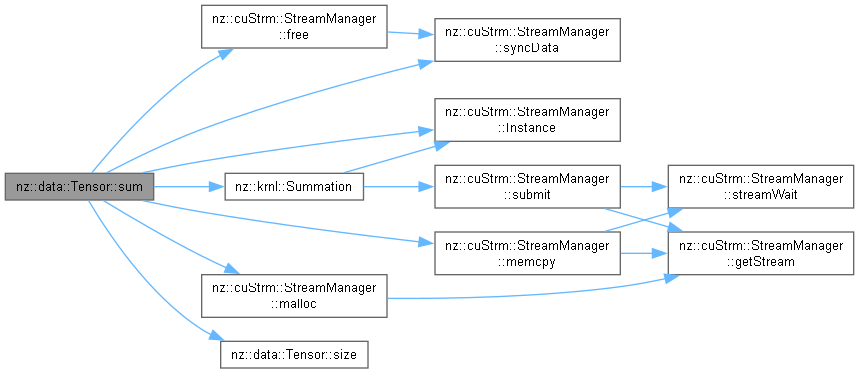 nz::cuStrm::StreamManager
::free
nz::cuStrm::StreamManager
::syncData
nz::cuStrm::StreamManager
::Instance
nz::data::Tensor::sum
nz::krnl::Summation
nz::cuStrm::StreamManager
::submit
nz::cuStrm::StreamManager
::streamWait
nz::cuStrm::StreamManager
::memcpy
nz::cuStrm::StreamManager
::getStream
nz::cuStrm::StreamManager
::malloc
nz::data::Tensor::size